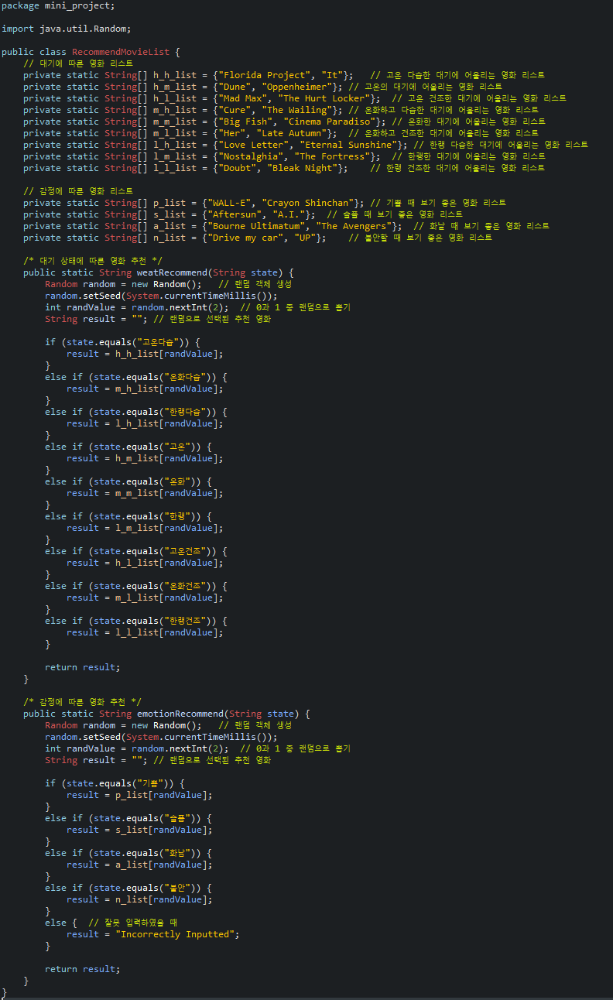 package mini_project;
import java.util.Random;
public class RecommendMovieList {
// 대기에 따른 영화 리스트
private static String[] h_h_list = {"Florida Project", "It"}; // 고온 다습한 대기에 어울리는 영화 리스트
private static String[] h_m_list = {"Dune", "Oppenheimer"}; // 고온의 대기에 어울리는 영화 리스트
private static String[] h_l_list = {"Mad Max", "The Hurt Locker"}; // 고온 건조한 대기에 어울리는 영화 리스트
private static String[] m_h_list = {"Cure", "The Wailing"}; // 온화하고 다습한 대기에 어울리는 영화 리스트
private static String[] m_m_list = {"Big Fish", "Cinema Paradiso"}; // 온화한 대기에 어울리는 영화 리스트
private static String[] m_l_list = {"Her", "Late Autumn"}; // 온화하고 건조한 대기에 어울리는 영화 리스트
private static String[] l_h_list = {"Love Letter", "Eternal Sunshine"}; // 한랭 다습한 대기에 어울리는 영화 리스트
private static String[] l_m_list = {"Nostalghia", "The Fortress"}; // 한랭한 대기에 어울리는 영화 리스트
private static String[] l_l_list = {"Doubt", "Bleak Night"}; // 한랭 건조한 대기에 어울리는 영화 리스트
// 감정에 따른 영화 리스트
private static String[] p_list = {"WALL-E", "Crayon Shinchan"}; // 기쁠 때 보기 좋은 영화 리스트
private static String[] s_list = {"Aftersun", "A.I."}; // 슬플 때 보기 좋은 영화 리스트
private static String[] a_list = {"Bourne Ultimatum", "The Avengers"}; // 화날 때 보기 좋은 영화 리스트
private static String[] n_list = {"Drive my car", "UP"}; // 불안할 때 보기 좋은 영화 리스트
/* 대기 상태에 따른 영화 추천 */
public static String weatRecommend(String state) {
Random random = new Random(); // 랜덤 객체 생성
random.setSeed(System.currentTimeMillis());
int randValue = random.nextInt(2); // 0과 1 중 랜덤으로 뽑기
String result = ""; // 랜덤으로 선택된 추천 영화
if (state.equals("고온다습")) {
result = h_h_list[randValue];
}
else if (state.equals("온화다습")) {
result = m_h_list[randValue];
}
else if (state.equals("한랭다습")) {
result = l_h_list[randValue];
}
else if (state.equals("고온")) {
result = h_m_list[randValue];
}
else if (state.equals("온화")) {
result = m_m_list[randValue];
}
else if (state.equals("한랭")) {
result = l_m_list[randValue];
}
else if (state.equals("고온건조")) {
result = h_l_list[randValue];
}
else if (state.equals("온화건조")) {
result = m_l_list[randValue];
}
else if (state.equals("한랭건조")) {
result = l_l_list[randValue];
}
return result;
}
/* 감정에 따른 영화 추천 */
public static String emotionRecommend(String state) {
Random random = new Random(); // 랜덤 객체 생성
random.setSeed(System.currentTimeMillis());
int randValue = random.nextInt(2); // 0과 1 중 랜덤으로 뽑기
String result = ""; // 랜덤으로 선택된 추천 영화
if (state.equals("기쁨")) {
result = p_list[randValue];
}
else if (state.equals("슬픔")) {
result = s_list[randValue];
}
else if (state.equals("화남")) {
result = a_list[randValue];
}
else if (state.equals("불안")) {
result = n_list[randValue];
}
else { // 잘못 입력하였을 때
result = "Incorrectly Inputted";
}
return result;
}
}